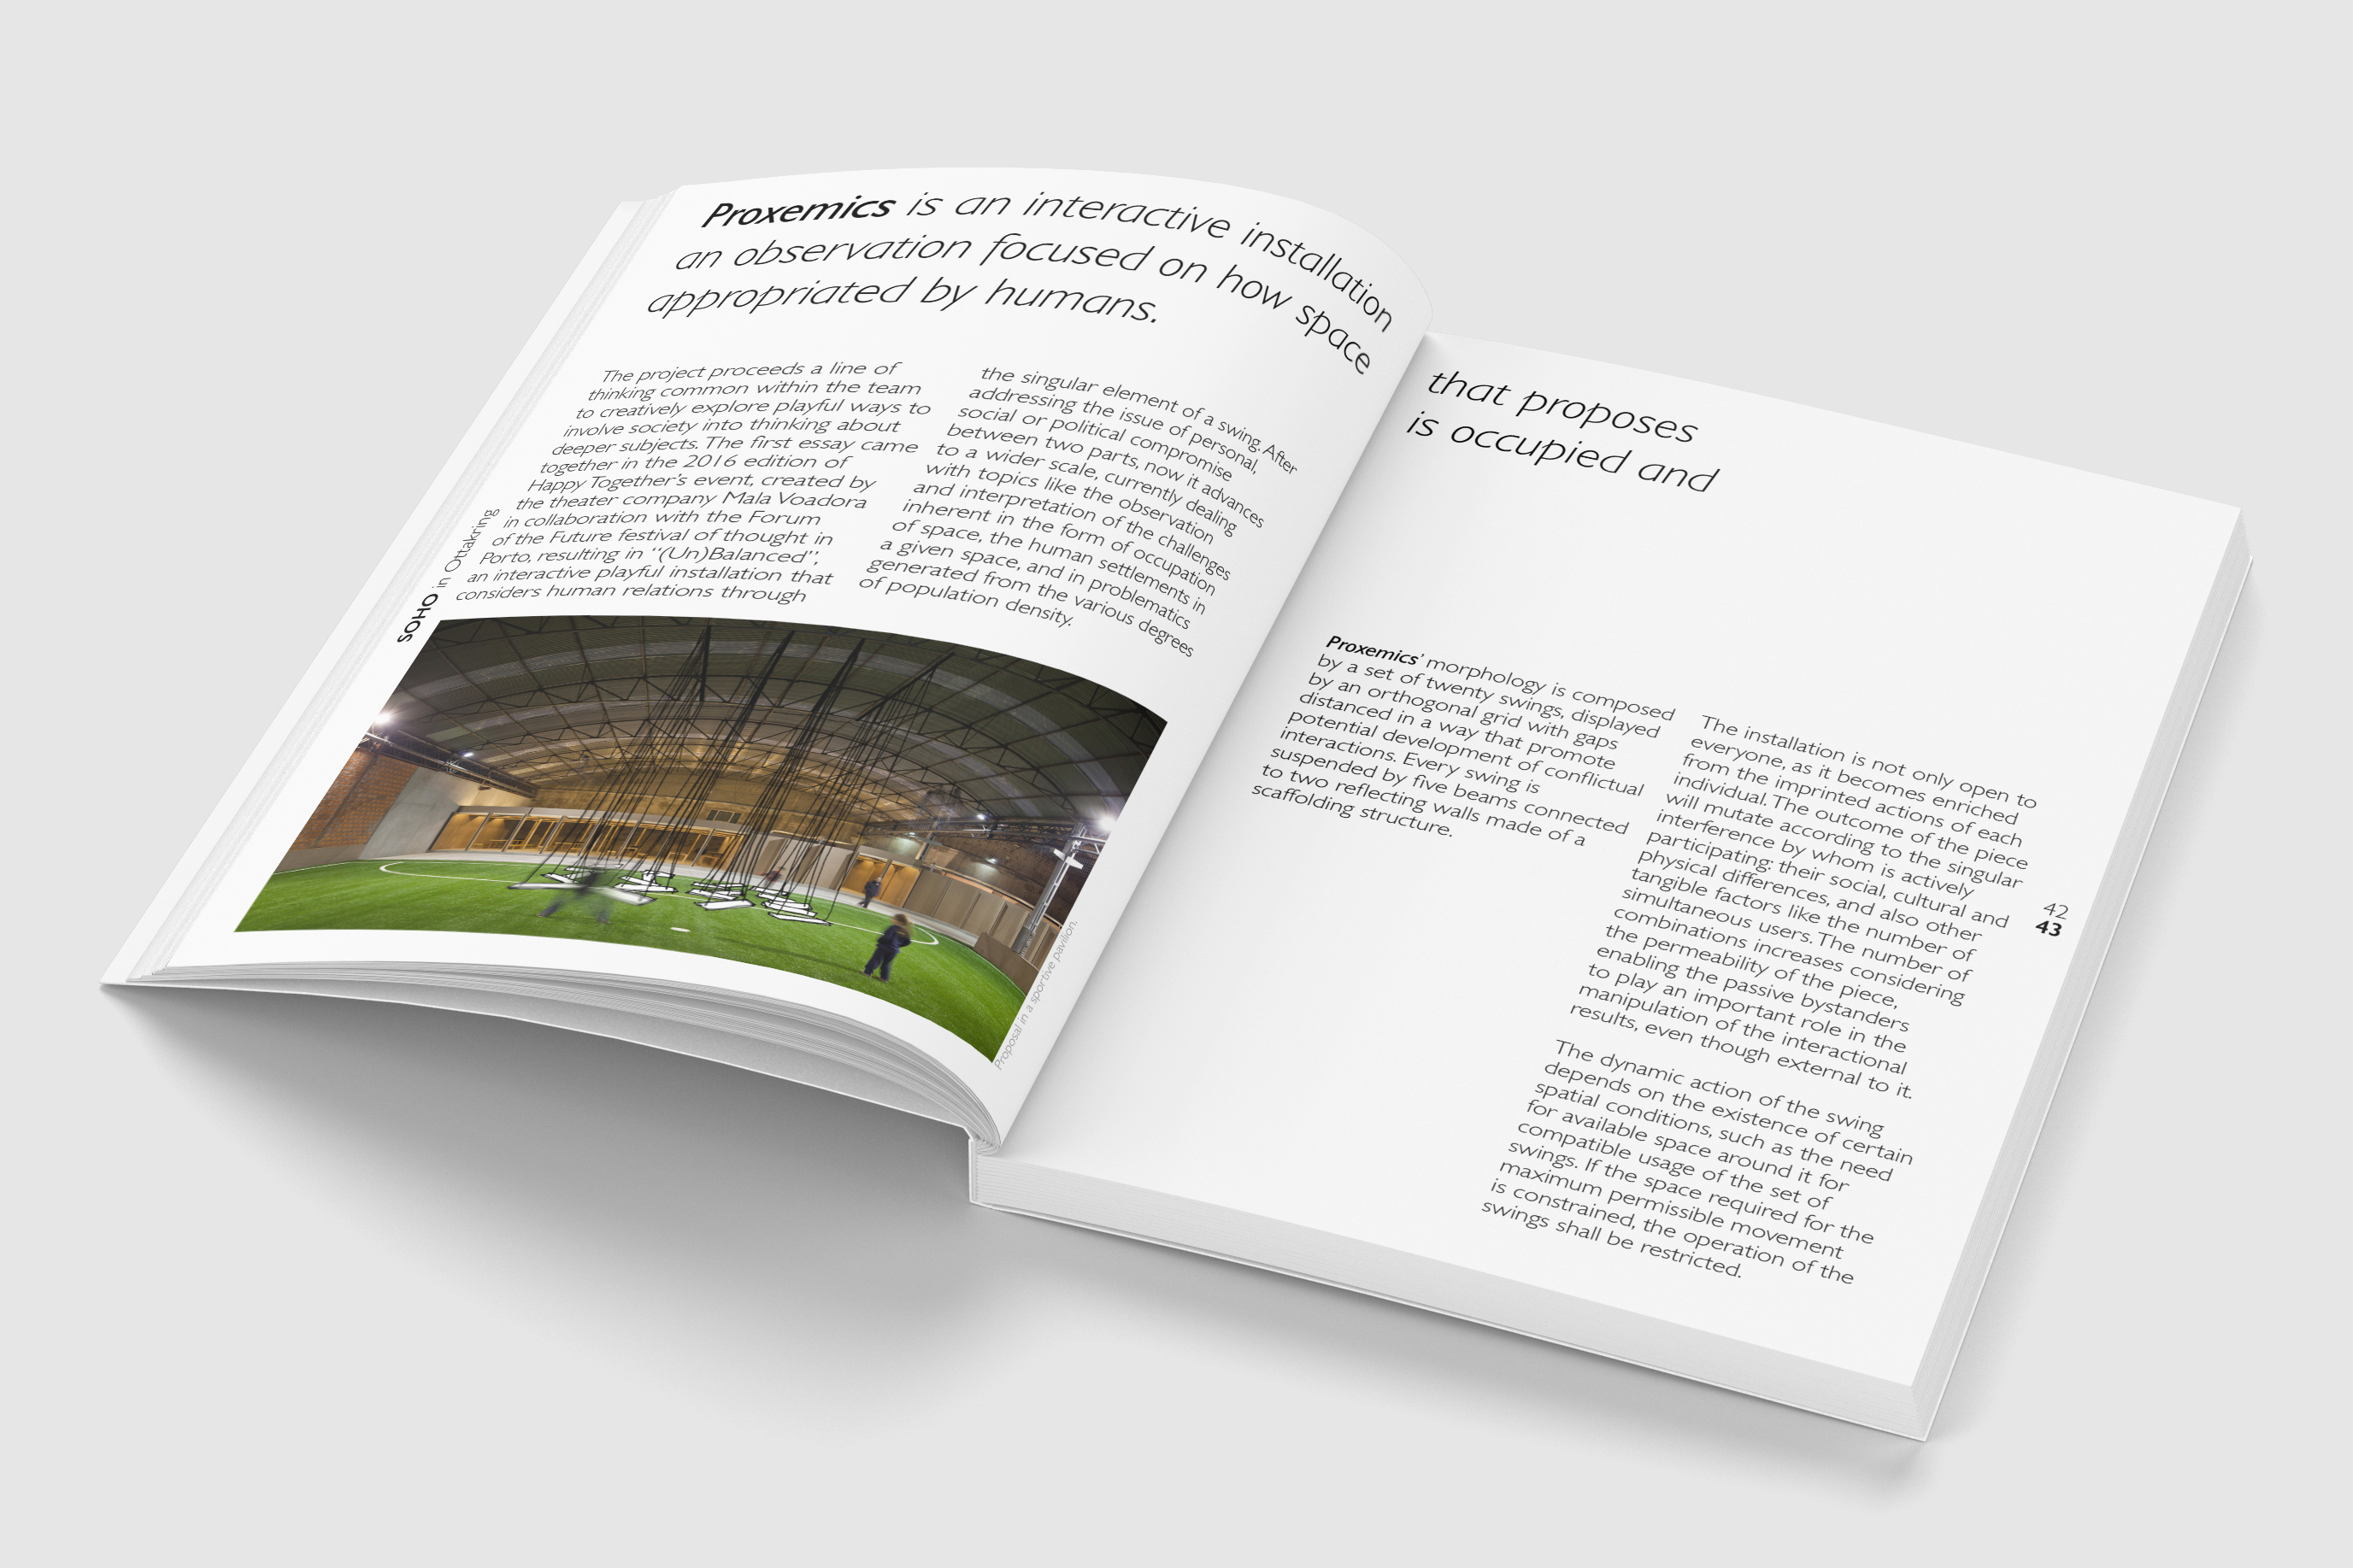 Proxemics is an interactive installation that proposes
an observation focused on how space is occupied and
appropriated by humans.
SOHO in Ottakring
The project proceeds a line of
thinking common within the team
to creatively explore playful ways to
involve society into thinking about
deeper subjects. The first essay came
together in the 2016 edition of
Happy Together's event, created by
the theater company Mala Voadora
in collaboration with the Forum
of the Future festival of thought in
Porto, resulting in "(Un)Balanced",
an interactive playful installation that
considers human relations through
the singular element of a swing. After
addressing the issue of personal,
social or political compromise
between two parts, now it advances
to a wider scale, currently dealing
with topics like the observation
and interpretation of the challenges
inherent in the form of occupation
of space, the human settlements in
a given space, and in problematics
generated from the various degrees
of population density.
Proposal in a sportive pavilion.
Proxemics' morphology is composed
by a set of twenty swings, displayed
by an orthogonal grid with gaps
distanced in a way that promote
potential development of conflictual
interactions. Every swing is
suspended by five beams connected
to two reflecting walls made of a
scaffolding structure.
The installation is not only open to
everyone, as it becomes enriched
from the imprinted actions of each
individual. The outcome of the piece
will mutate according to the singular
interference by whom is actively
participating: their social, cultural and
physical differences, and also other
tangible factors like the number of
simultaneous users. The number of
combinations increases considering
the permeability of the piece,
enabling the passive bystanders
to play an important role in the
manipulation of the interactional
results, even though external to it.
The dynamic action of the swing
depends on the existence of certain
spatial conditions, such as the need
for available space around it for
compatible usage of the set of
swings. If the space required for the
maximum permissible movement
is constrained, the operation of the
swings shall be restricted.
42
43